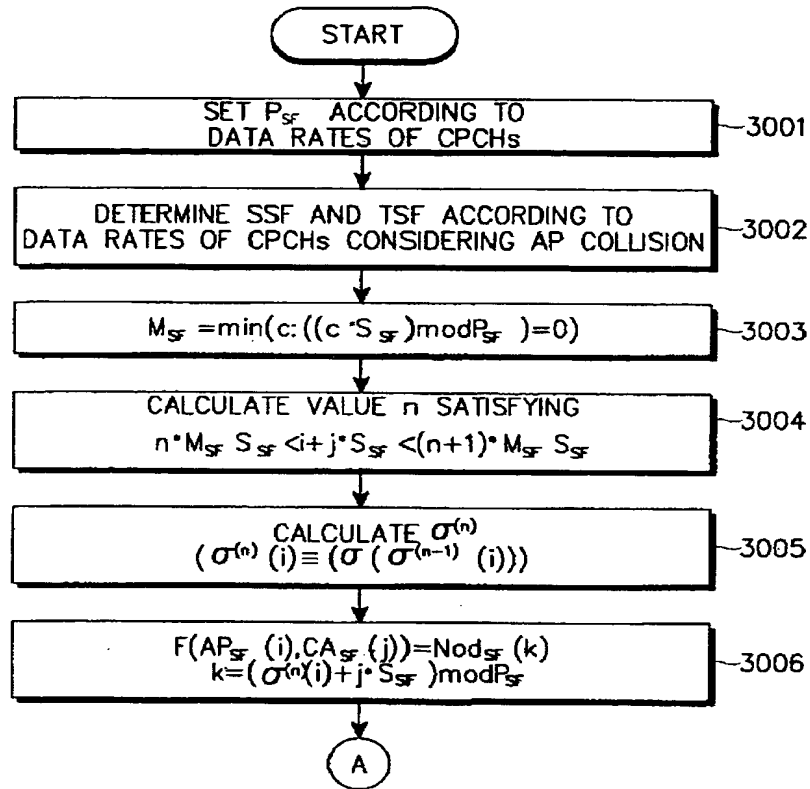 START
SET P_SF ACCORDING TO
DATA RATES OF CPCHs
3001
DETERMINE SSF AND TSF ACCORDING TO
DATA RATES OF CPCHs CONSIDERING AP COLLISION
3002
M_SF =min(c:((c·S_SF)modP_SF)=0)
3003
CALCULATE VALUE n SATISFYING
n•M_SF S_SF<i+j•S_SF<(n+1)•M_SF S_SF
3004
CALCULATE σ^(n)
(σ^(n) (i)≡(σ(σ^(n-1) (i)))
3005
F(AP_SF (i),CA_SF (j))=Nod_SF (k)
k=(σ^(n)(i)+j•S_SF)modP_SF
3006
A